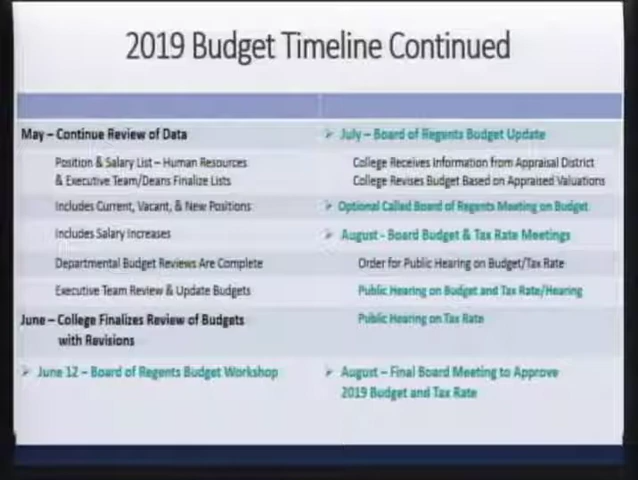 2019 Budget Timeline Continued
May – Continue Review of Data
Position & Salary List – Human Resources
& Executive Team/Deans Finalize Lists
Includes Current, Vacant, & New Positions
Includes Salary Increases
Departmental Budget Reviews Are Complete
Executive Team Review & Update Budgets
June – College Finalizes Review of Budgets
with Revisions
➢ June 12 – Board of Regents Budget Workshop
➢ July – Board of Regents Budget Update
College Receives Information from Appraisal District
College Revises Budget Based on Appraised Valuations
➢ Optional Called Board of Regents Meeting on Budget
➢ August - Board Budget & Tax Rate Meetings
Order for Public Hearing on Budget/Tax Rate
Public Hearing on Budget and Tax Rate/Hearing
Public Hearing on Tax Rate
➢ August – Final Board Meeting to Approve
2019 Budget and Tax Rate